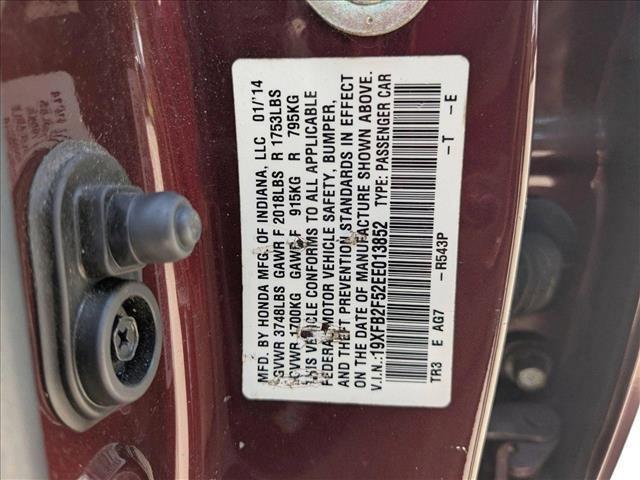 MFD. BY HONDA MFG. OF INDIANA, LLC 01/'14
GVWR 3748LBS GAWR F 2018LBS R 1753LBS
GVWR 1700KG GAWR F 915KG R 795KG
THIS VEHICLE CONFORMS TO ALL APPLICABLE
FEDERAL MOTOR VEHICLE SAFETY, BUMPER,
AND THEFT PREVENTION STANDARDS IN EFFECT
ON THE DATE OF MANUFACTURE SHOWN ABOVE.
V.I.N.:19XFB2F52EE013852 TYPE: PASSENGER CAR
TR3 E AG7 -R543P -T -E